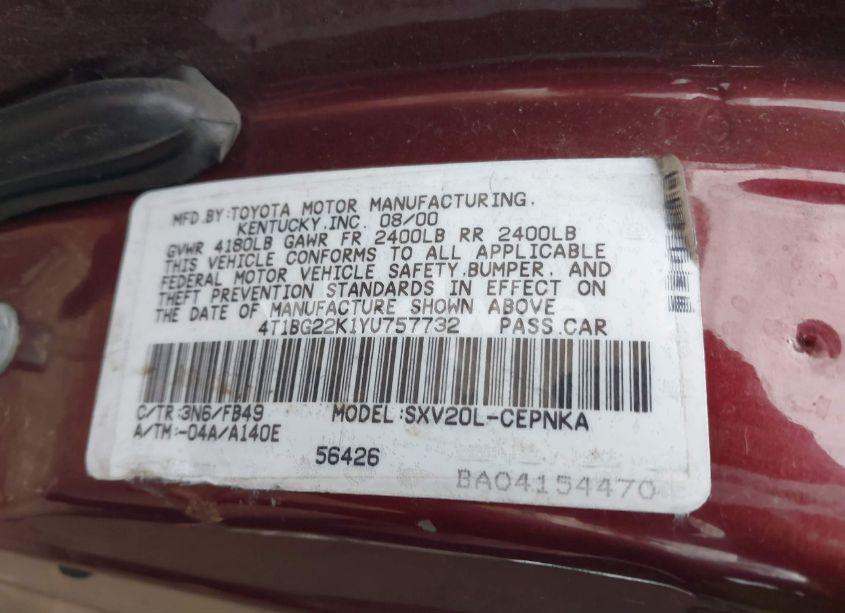 MFD.BY:TOYOTA MOTOR MANUFACTURING.
KENTUCKY.INC. 08/00
GVWR 4180LB GAWR FR 2400LB RR 2400LB
THIS VEHICLE CONFORMS TO ALL APPLICABLE
FEDERAL MOTOR VEHICLE SAFETY.BUMPER. AND
THEFT PREVENTION STANDARDS IN EFFECT ON
THE DATE OF MANUFACTURE SHOWN ABOVE
4T1BG22K1YU757732 PASS.CAR
C/TR:3N6/FB49 MODEL:SXV20L-CEPNKA
A/TM:-04A/A140E
56426
BA04154470